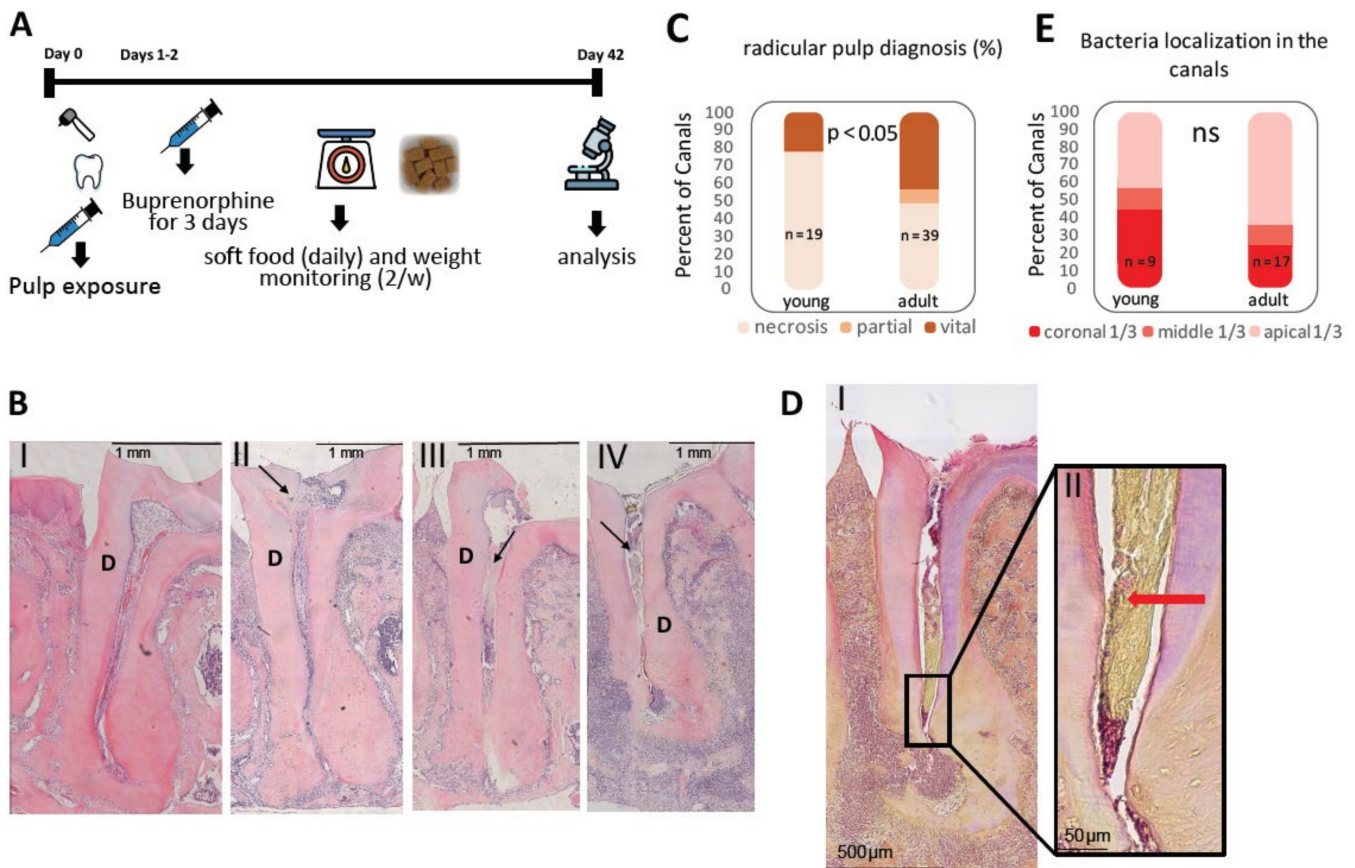 A
Day 0
Days 1-2
Day 42
Buprenorphine
for 3 days
Pulp exposure
soft food (daily) and weight
monitoring (2/w)
analysis
C
radicular pulp diagnosis (%)
Percent of Canals
100
90
80
70
60
50
40
30
20
10
0
p < 0.05
n = 19
n = 39
young
adult
necrosis
partial
vital
E
Bacteria localization in the
canals
Percent of Canals
100
90
80
70
60
50
40
30
20
10
0
ns
n = 9
n = 17
young
adult
coronal 1/3
middle 1/3
apical 1/3
B
I
1 mm
D
II
1 mm
D
III
1 mm
D
IV
1 mm
D
D
I
500µm
II
50µm